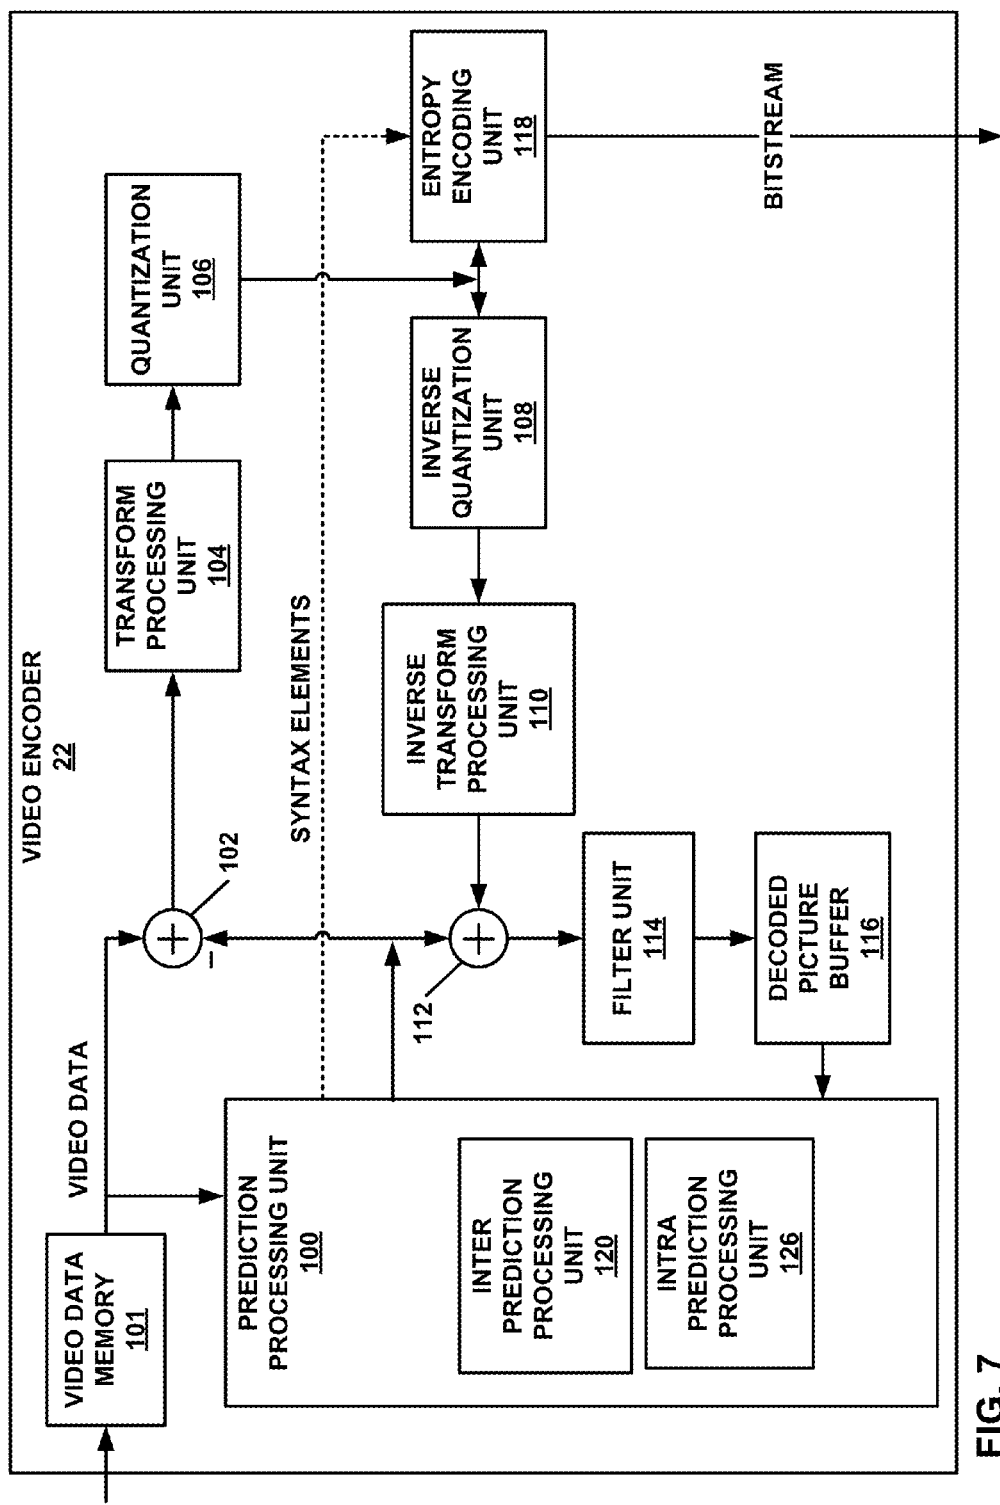 VIDEO ENCODER
22
VIDEO DATA
MEMORY
101
VIDEO DATA
102
TRANSFORM
PROCESSING
UNIT
104
QUANTIZATION
UNIT
106
PREDICTION
PROCESSING UNIT
100
SYNTAX ELEMENTS
112
INVERSE
TRANSFORM
PROCESSING
UNIT
110
INVERSE
QUANTIZATION
UNIT
108
ENTROPY
ENCODING
UNIT
118
INTER
PREDICTION
PROCESSING
UNIT
120
INTRA
PREDICTION
PROCESSING
UNIT
126
FILTER UNIT
114
DECODED
PICTURE
BUFFER
116
BITSTREAM
FIG. 7